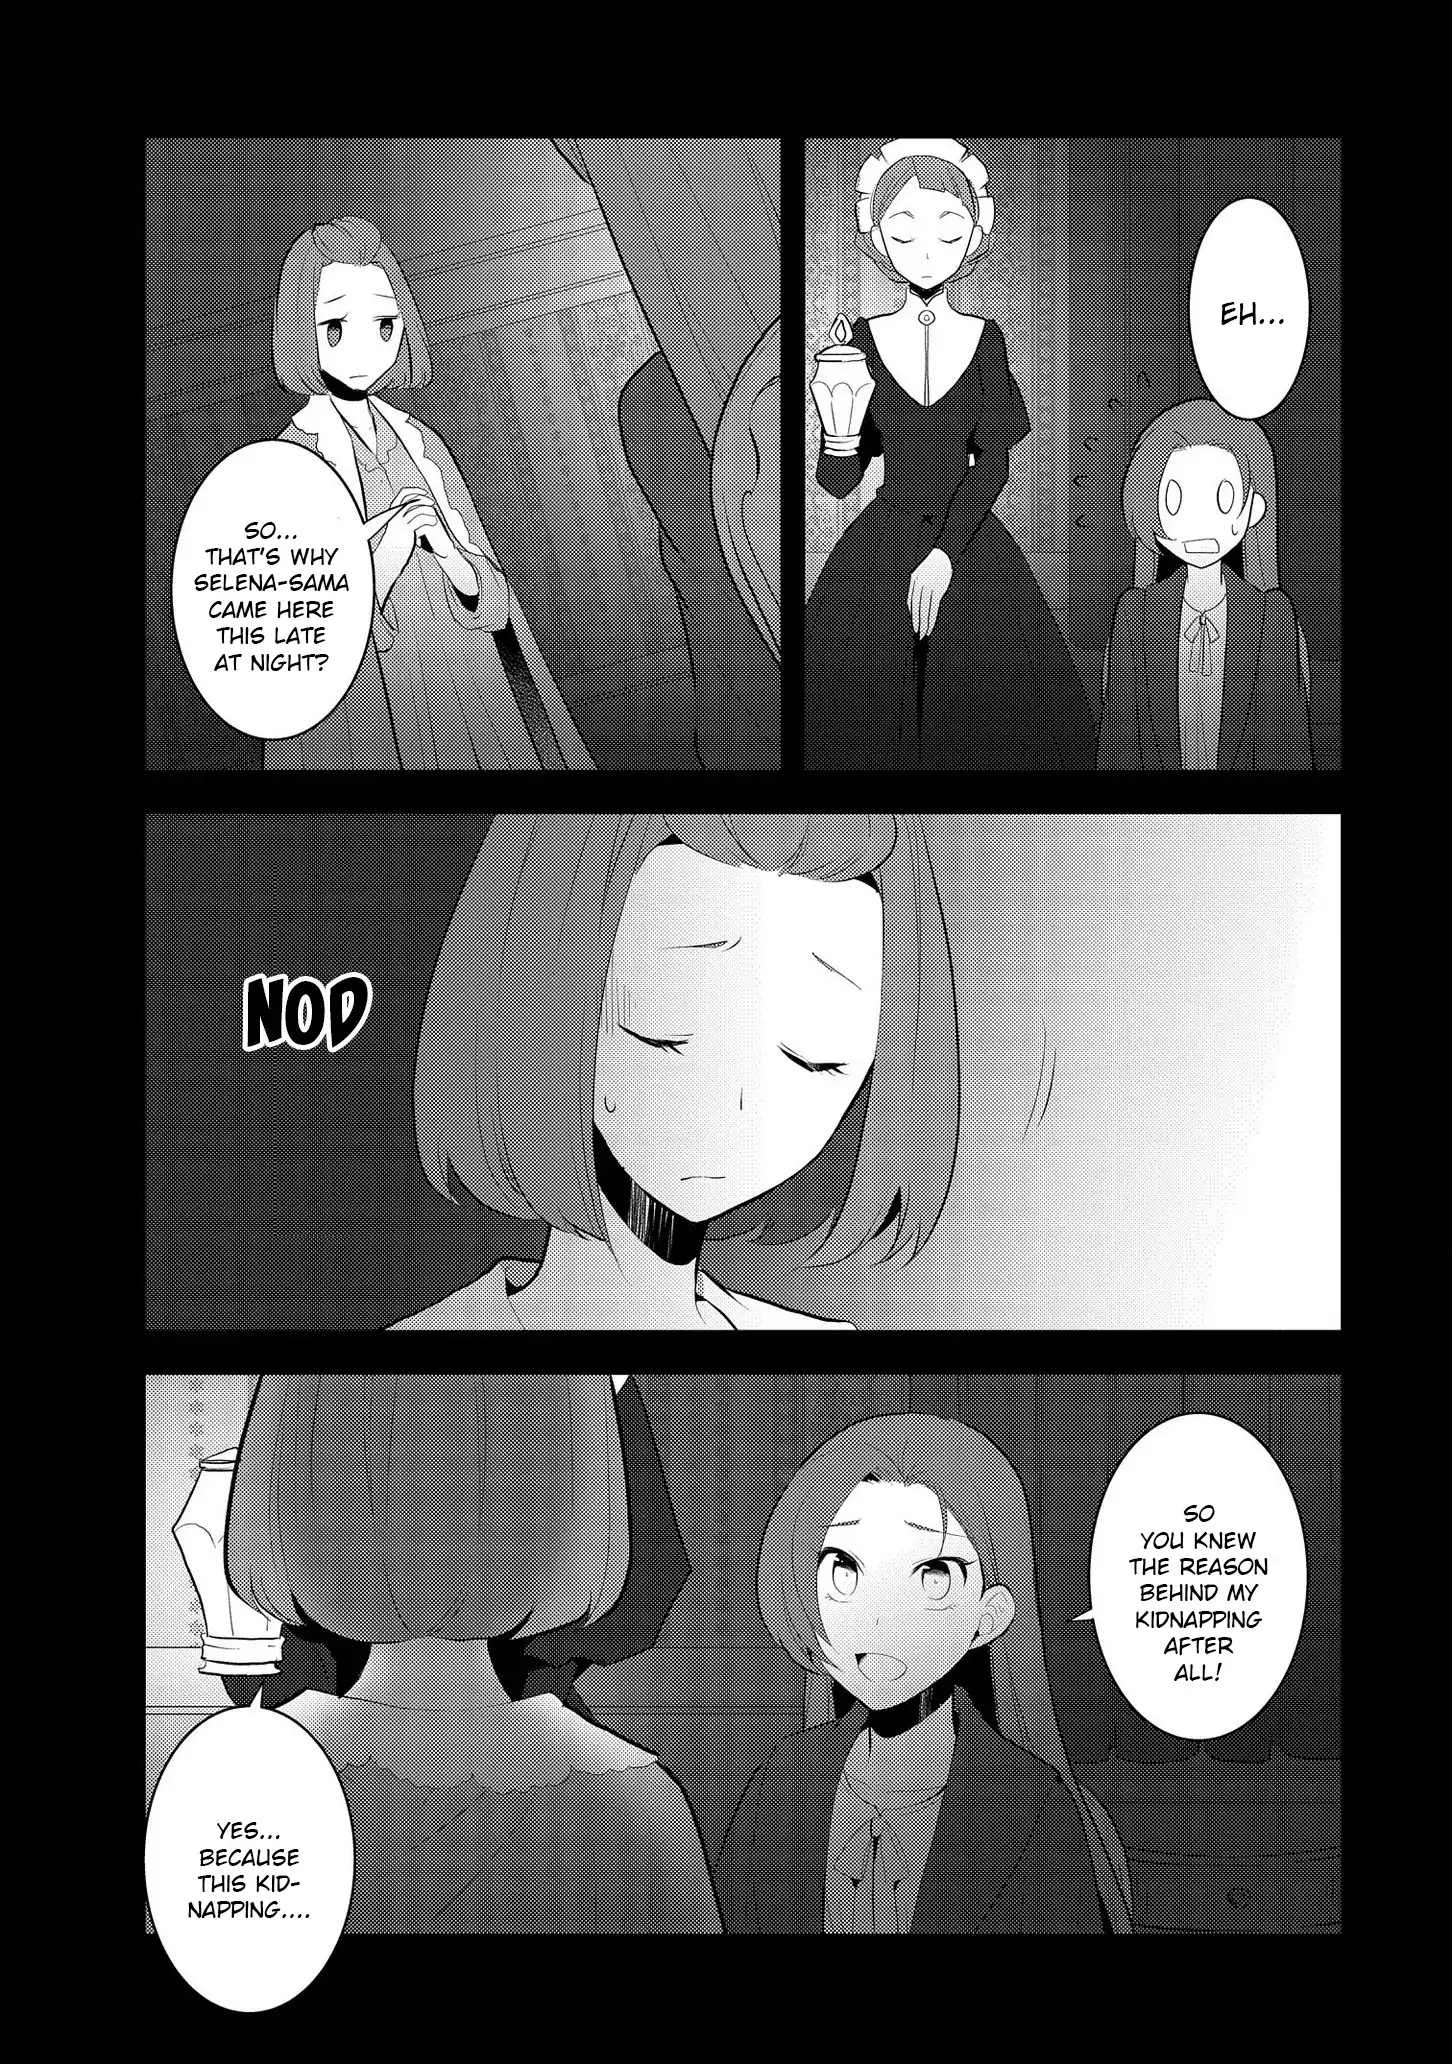 EH...
SO...
THAT'S WHY
SELENA-SAMA
CAME HERE
THIS LATE
AT NIGHT?
NOD
SO
YOU KNEW
THE REASON
BEHIND MY
KIDNAPPING
AFTER
ALL!
YES...
BECAUSE
THIS KID-
NAPPING....